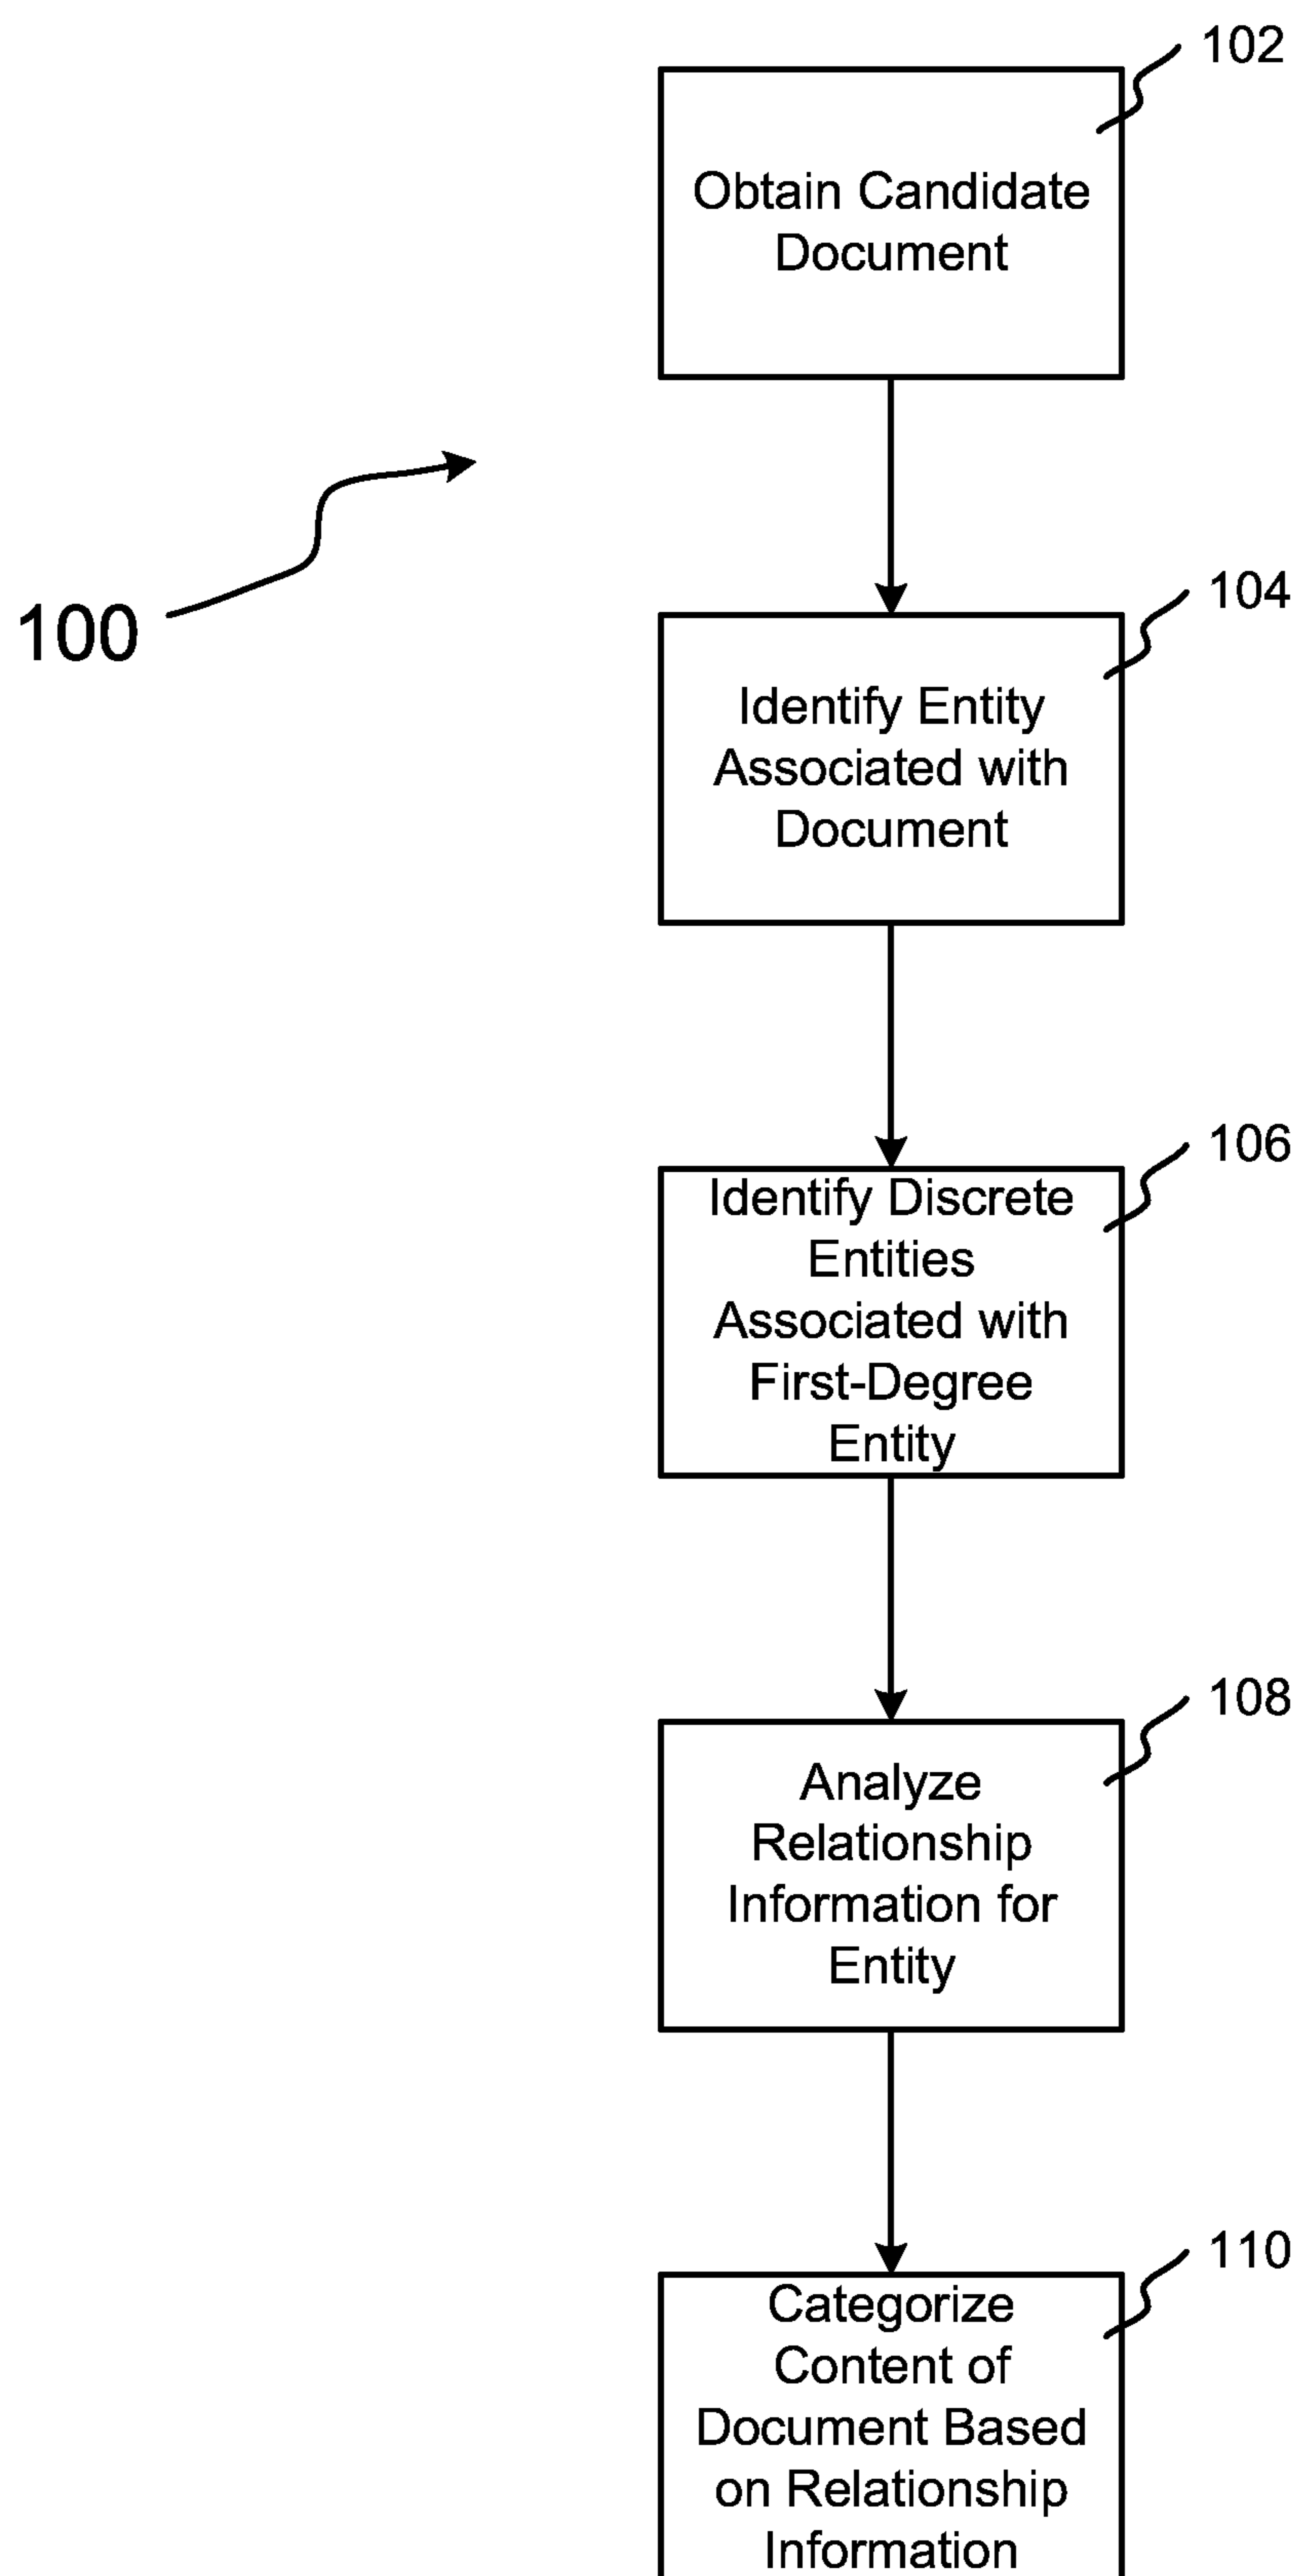 102
Obtain Candidate
Document
100
104
Identify Entity
Associated with
Document
106
Identify Discrete
Entities
Associated with
First-Degree
Entity
108
Analyze
Relationship
Information for
Entity
110
Categorize
Content of
Document Based
on Relationship
Information